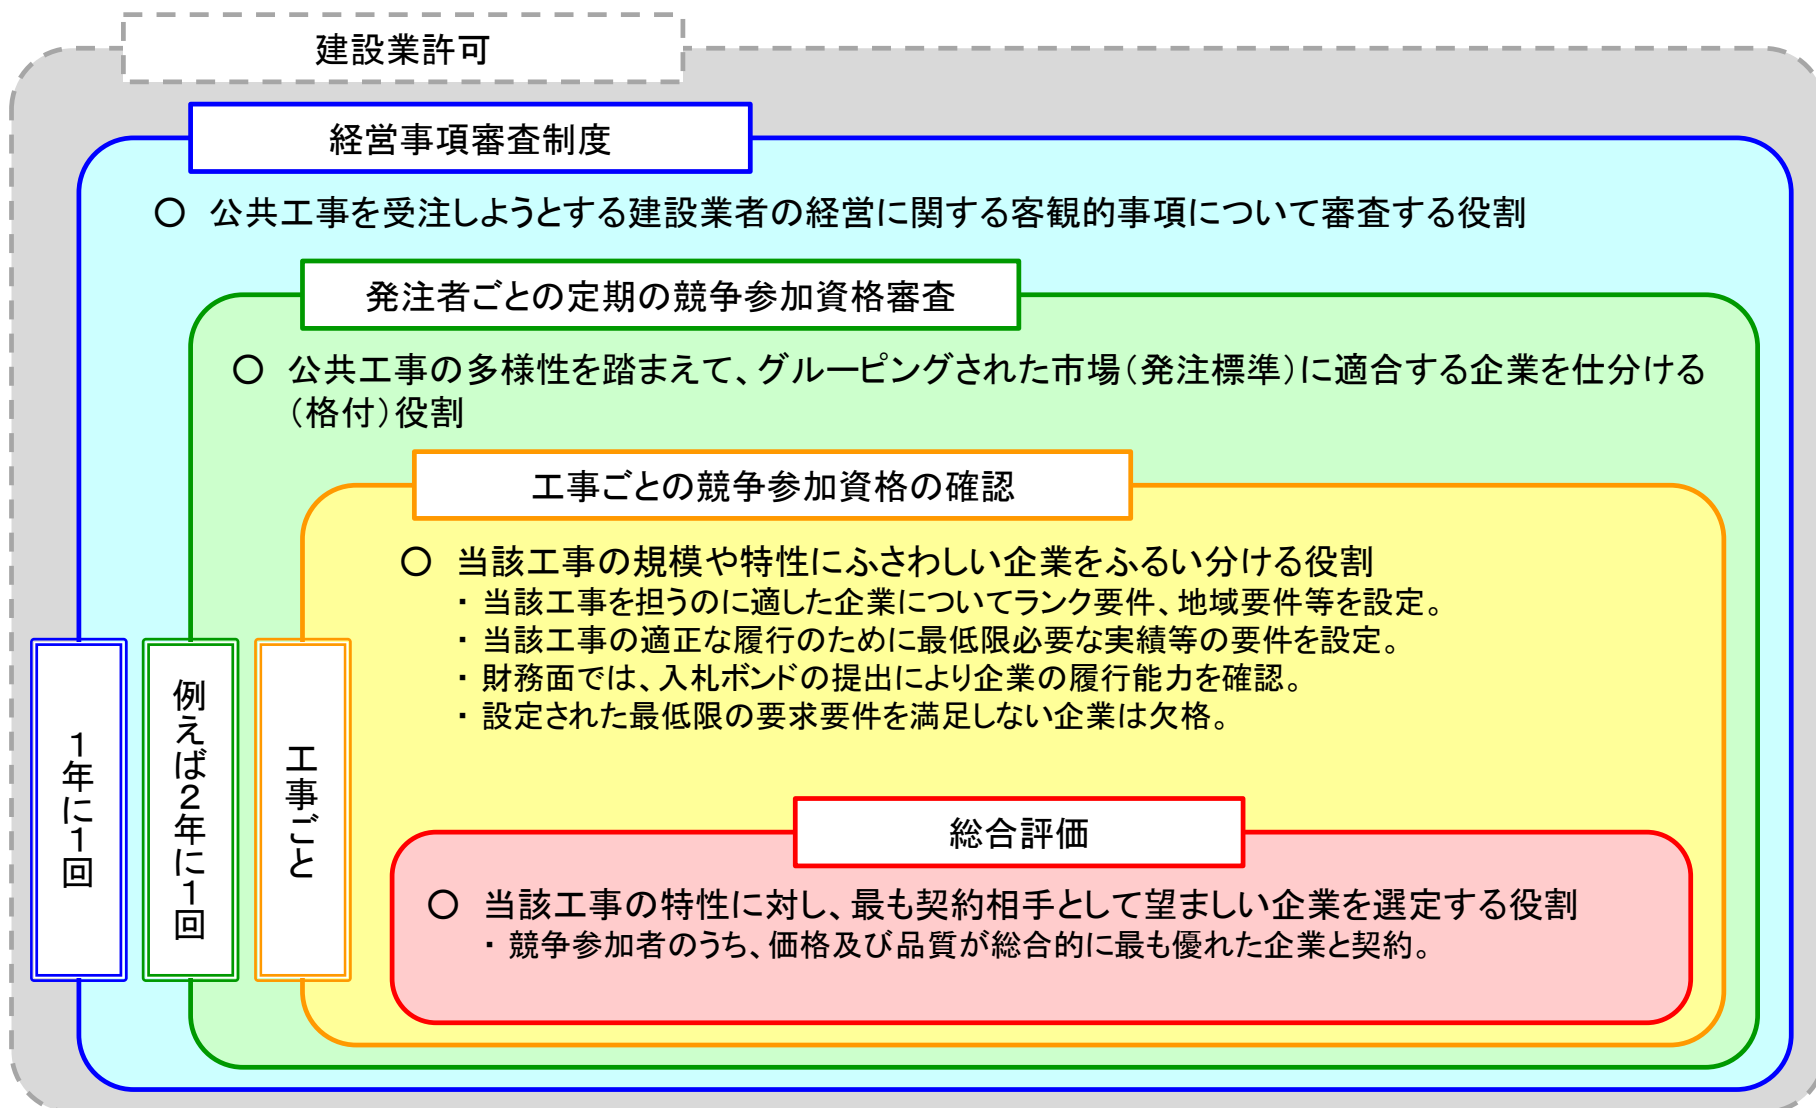 建設業許可
経営事項審査制度
○ 公共工事を受注しようとする建設業者の経営に関する客観的事項について審査する役割
発注者ごとの定期の競争参加資格審査
○ 公共工事の多様性を踏まえて、グルーピングされた市場(発注標準)に適合する企業を仕分ける
(格付)役割
工事ごとの競争参加資格の確認
○ 当該工事の規模や特性にふさわしい企業をふるい分ける役割
・当該工事を担うのに適した企業についてランク要件、地域要件等を設定。
・当該工事の適正な履行のために最低限必要な実績等の要件を設定。
・財務面では、入札ボンドの提出により企業の履行能力を確認。
・設定された最低限の要求要件を満足しない企業は欠格。
1年に1回
例えば2年に1回
工事ごと
総合評価
○ 当該工事の特性に対し、最も契約相手として望ましい企業を選定する役割
・競争参加者のうち、価格及び品質が総合的に最も優れた企業と契約。